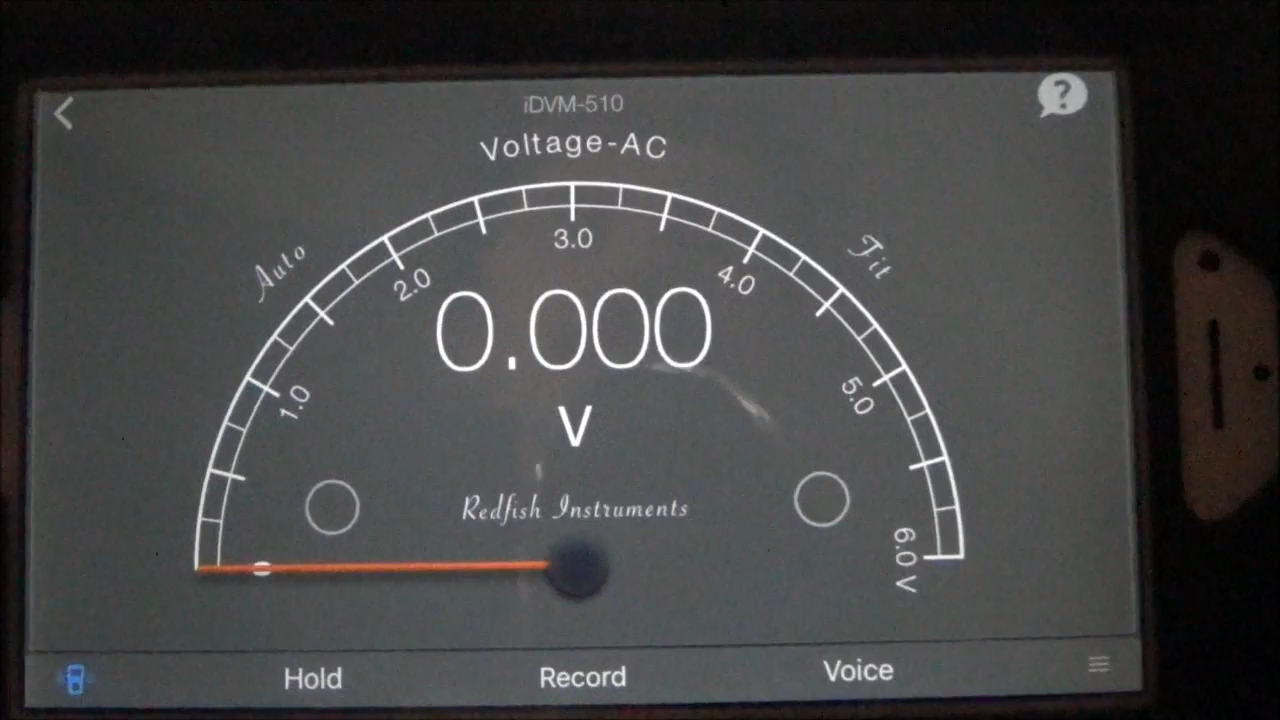 iDVM-510
?
Voltage-AC
Auto
Fit
3.0
2.0
4.0
0.000
1.0
5.0
V
Redfish Instruments
0
6.0 V
Hold
Record
Voice